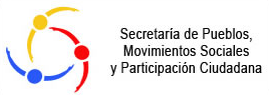 Secretaría de Pueblos,
Movimientos Sociales
y Participación Ciudadana